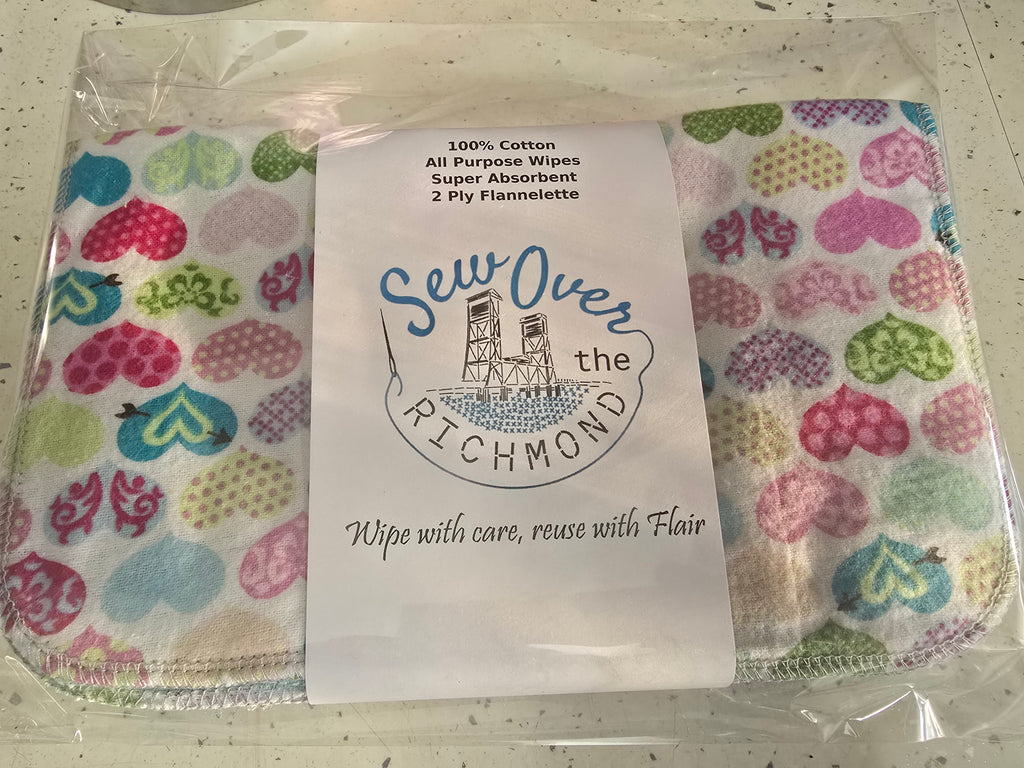 100% Cotton
All Purpose Wipes
Super Absorbent
2 Ply Flannelette
Sew Over
the
RICHMOND
Wipe with care, reuse with Flair